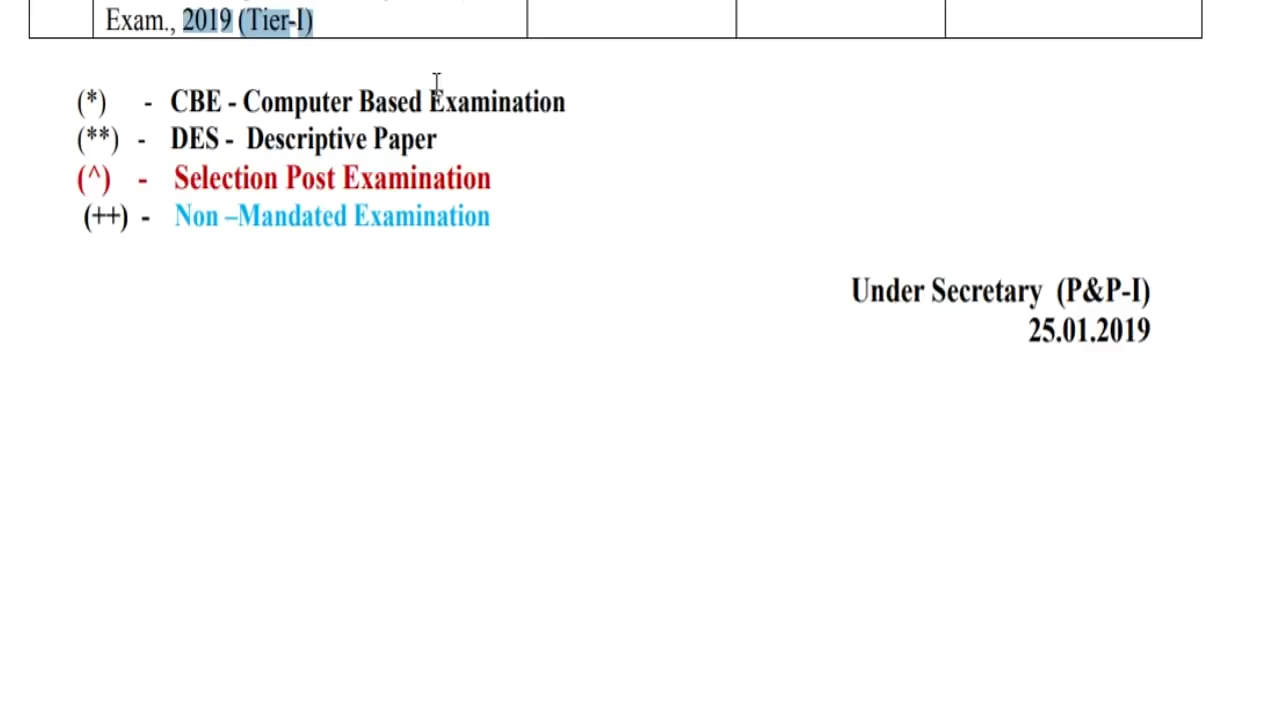 Exam., 2019 (Tier-I)
(*) - CBE - Computer Based Examination
(**) - DES - Descriptive Paper
(^) - Selection Post Examination
(++) - Non –Mandated Examination
Under Secretary (P&P-I)
25.01.2019